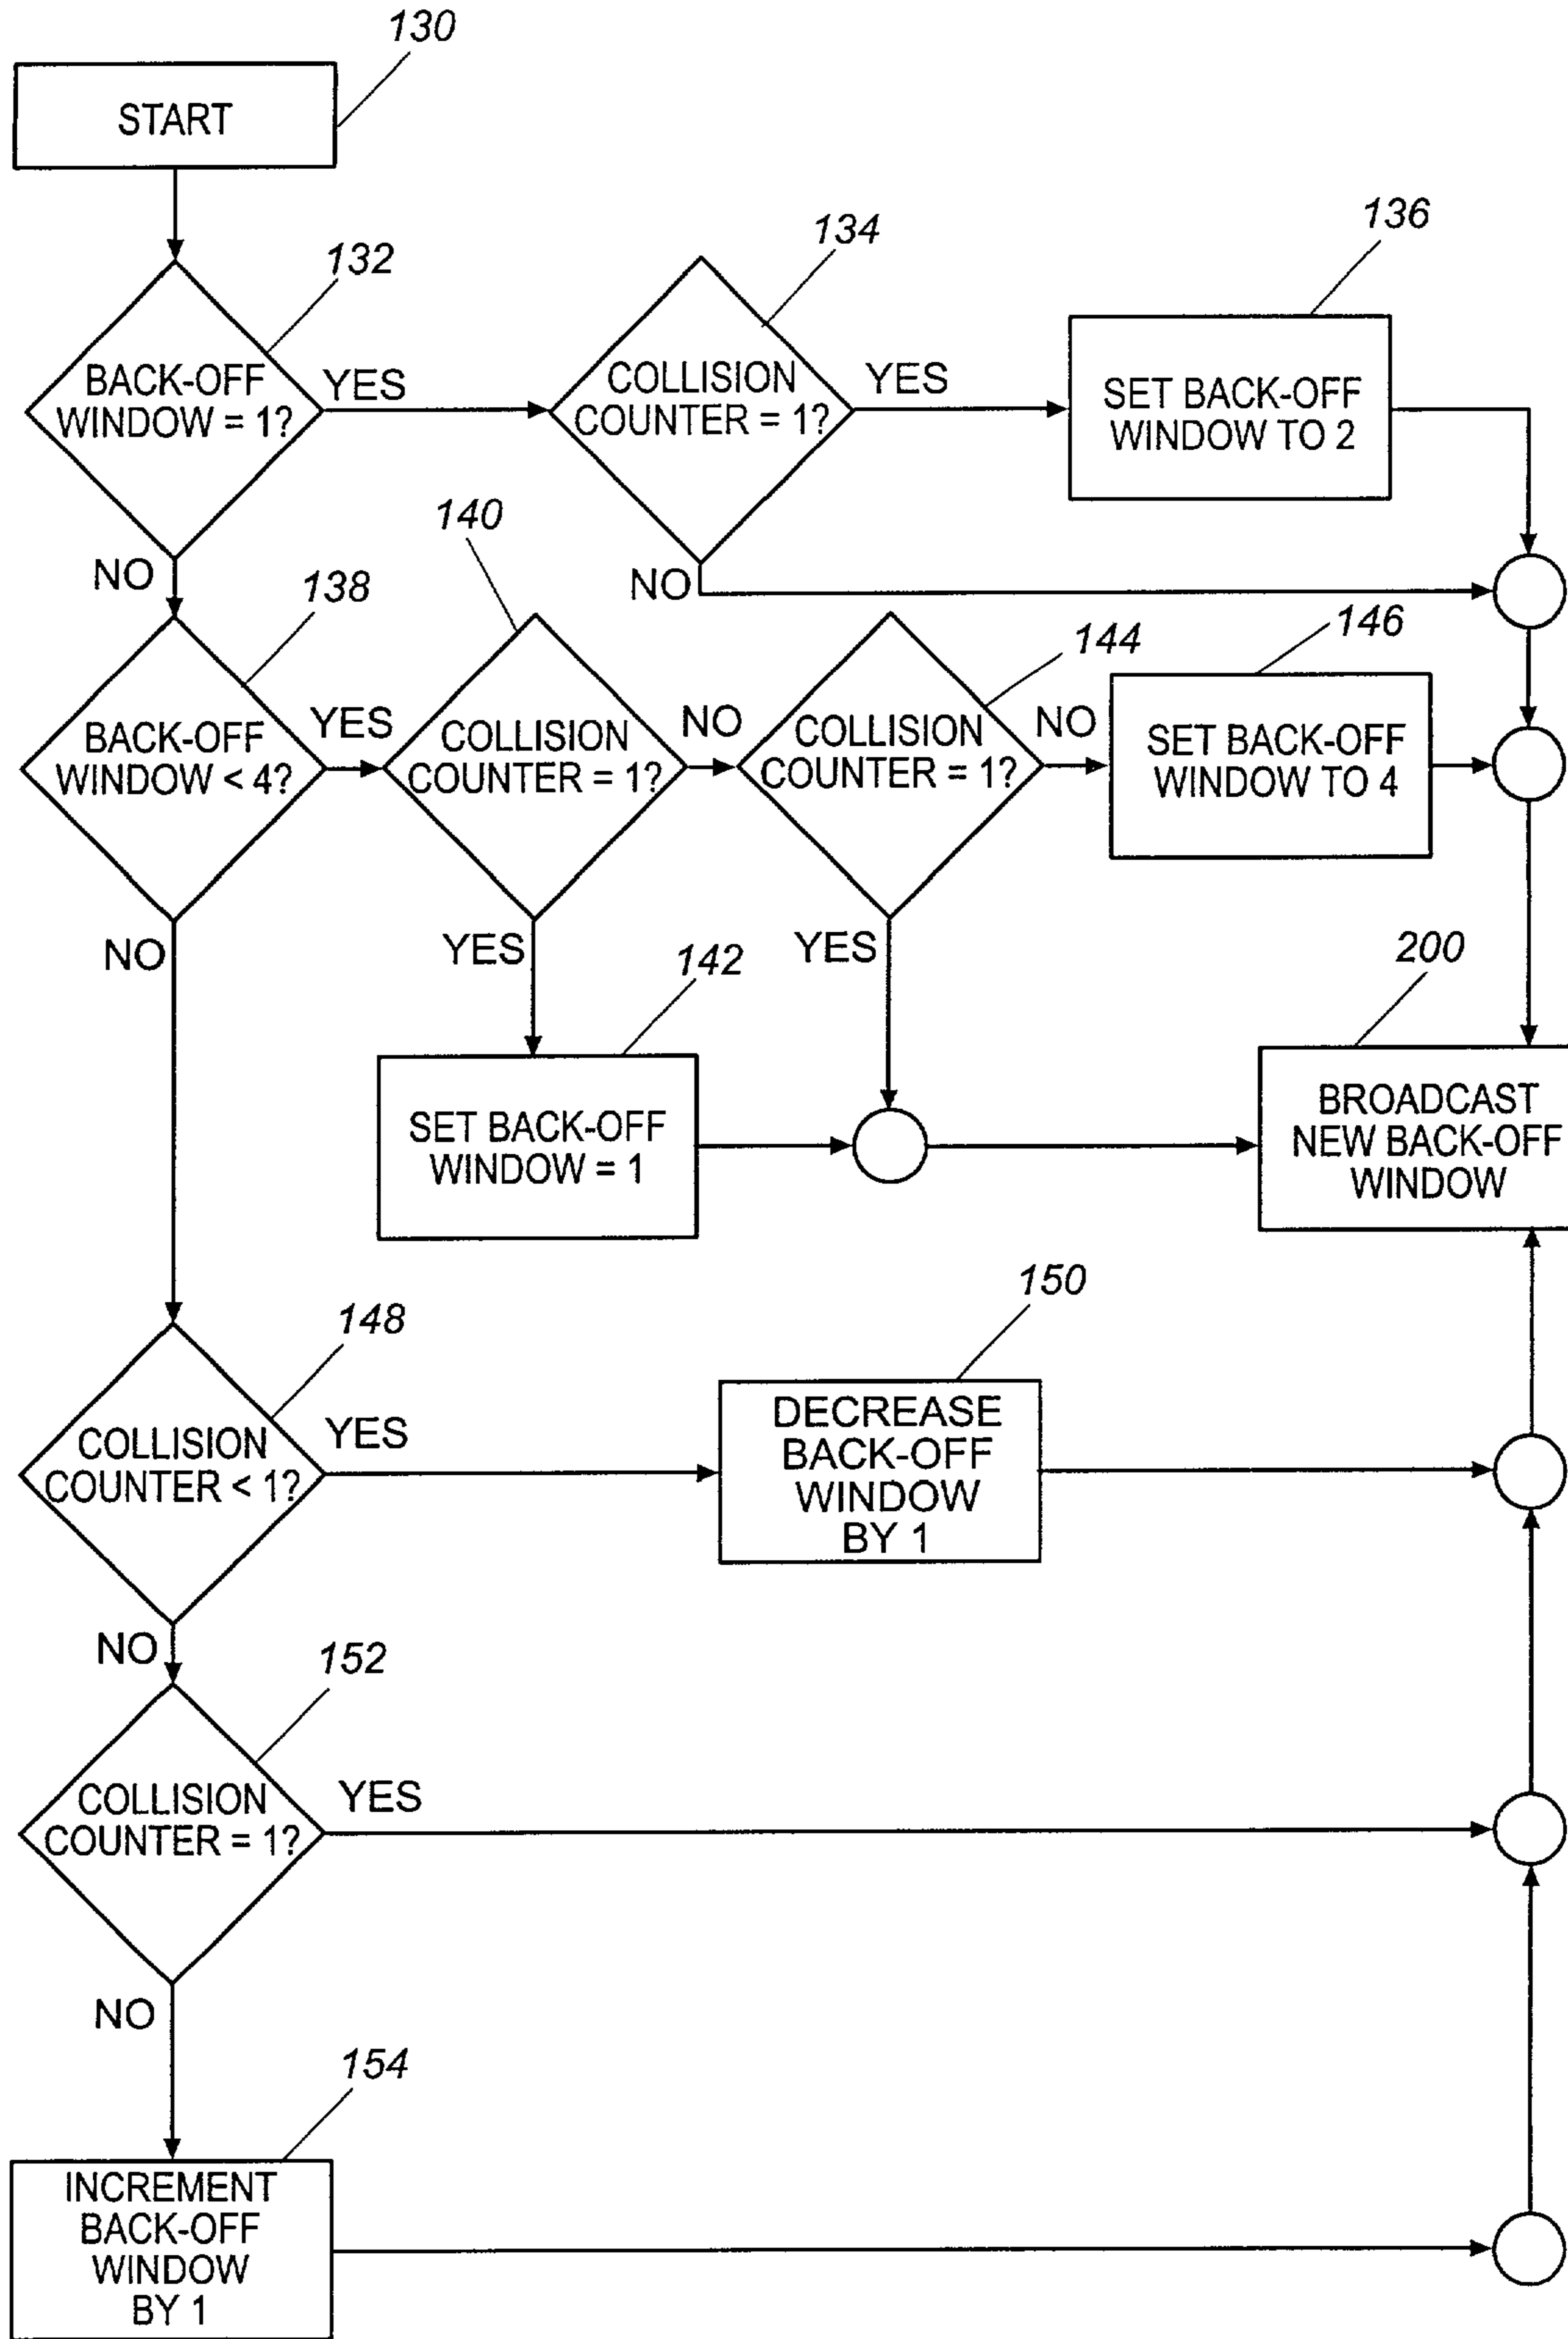 130
START
132
134
136
BACK-OFF
WINDOW = 1?
YES
COLLISION
COUNTER = 1?
YES
SET BACK-OFF
WINDOW TO 2
NO
NO
138
140
144
146
BACK-OFF
WINDOW < 4?
YES
COLLISION
COUNTER = 1?
NO
COLLISION
COUNTER = 1?
NO
SET BACK-OFF
WINDOW TO 4
NO
YES
YES
142
200
SET BACK-OFF
WINDOW = 1
BROADCAST
NEW BACK-OFF
WINDOW
148
150
COLLISION
COUNTER < 1?
YES
DECREASE
BACK-OFF
WINDOW
BY 1
NO
152
COLLISION
COUNTER = 1?
YES
NO
154
INCREMENT
BACK-OFF
WINDOW
BY 1